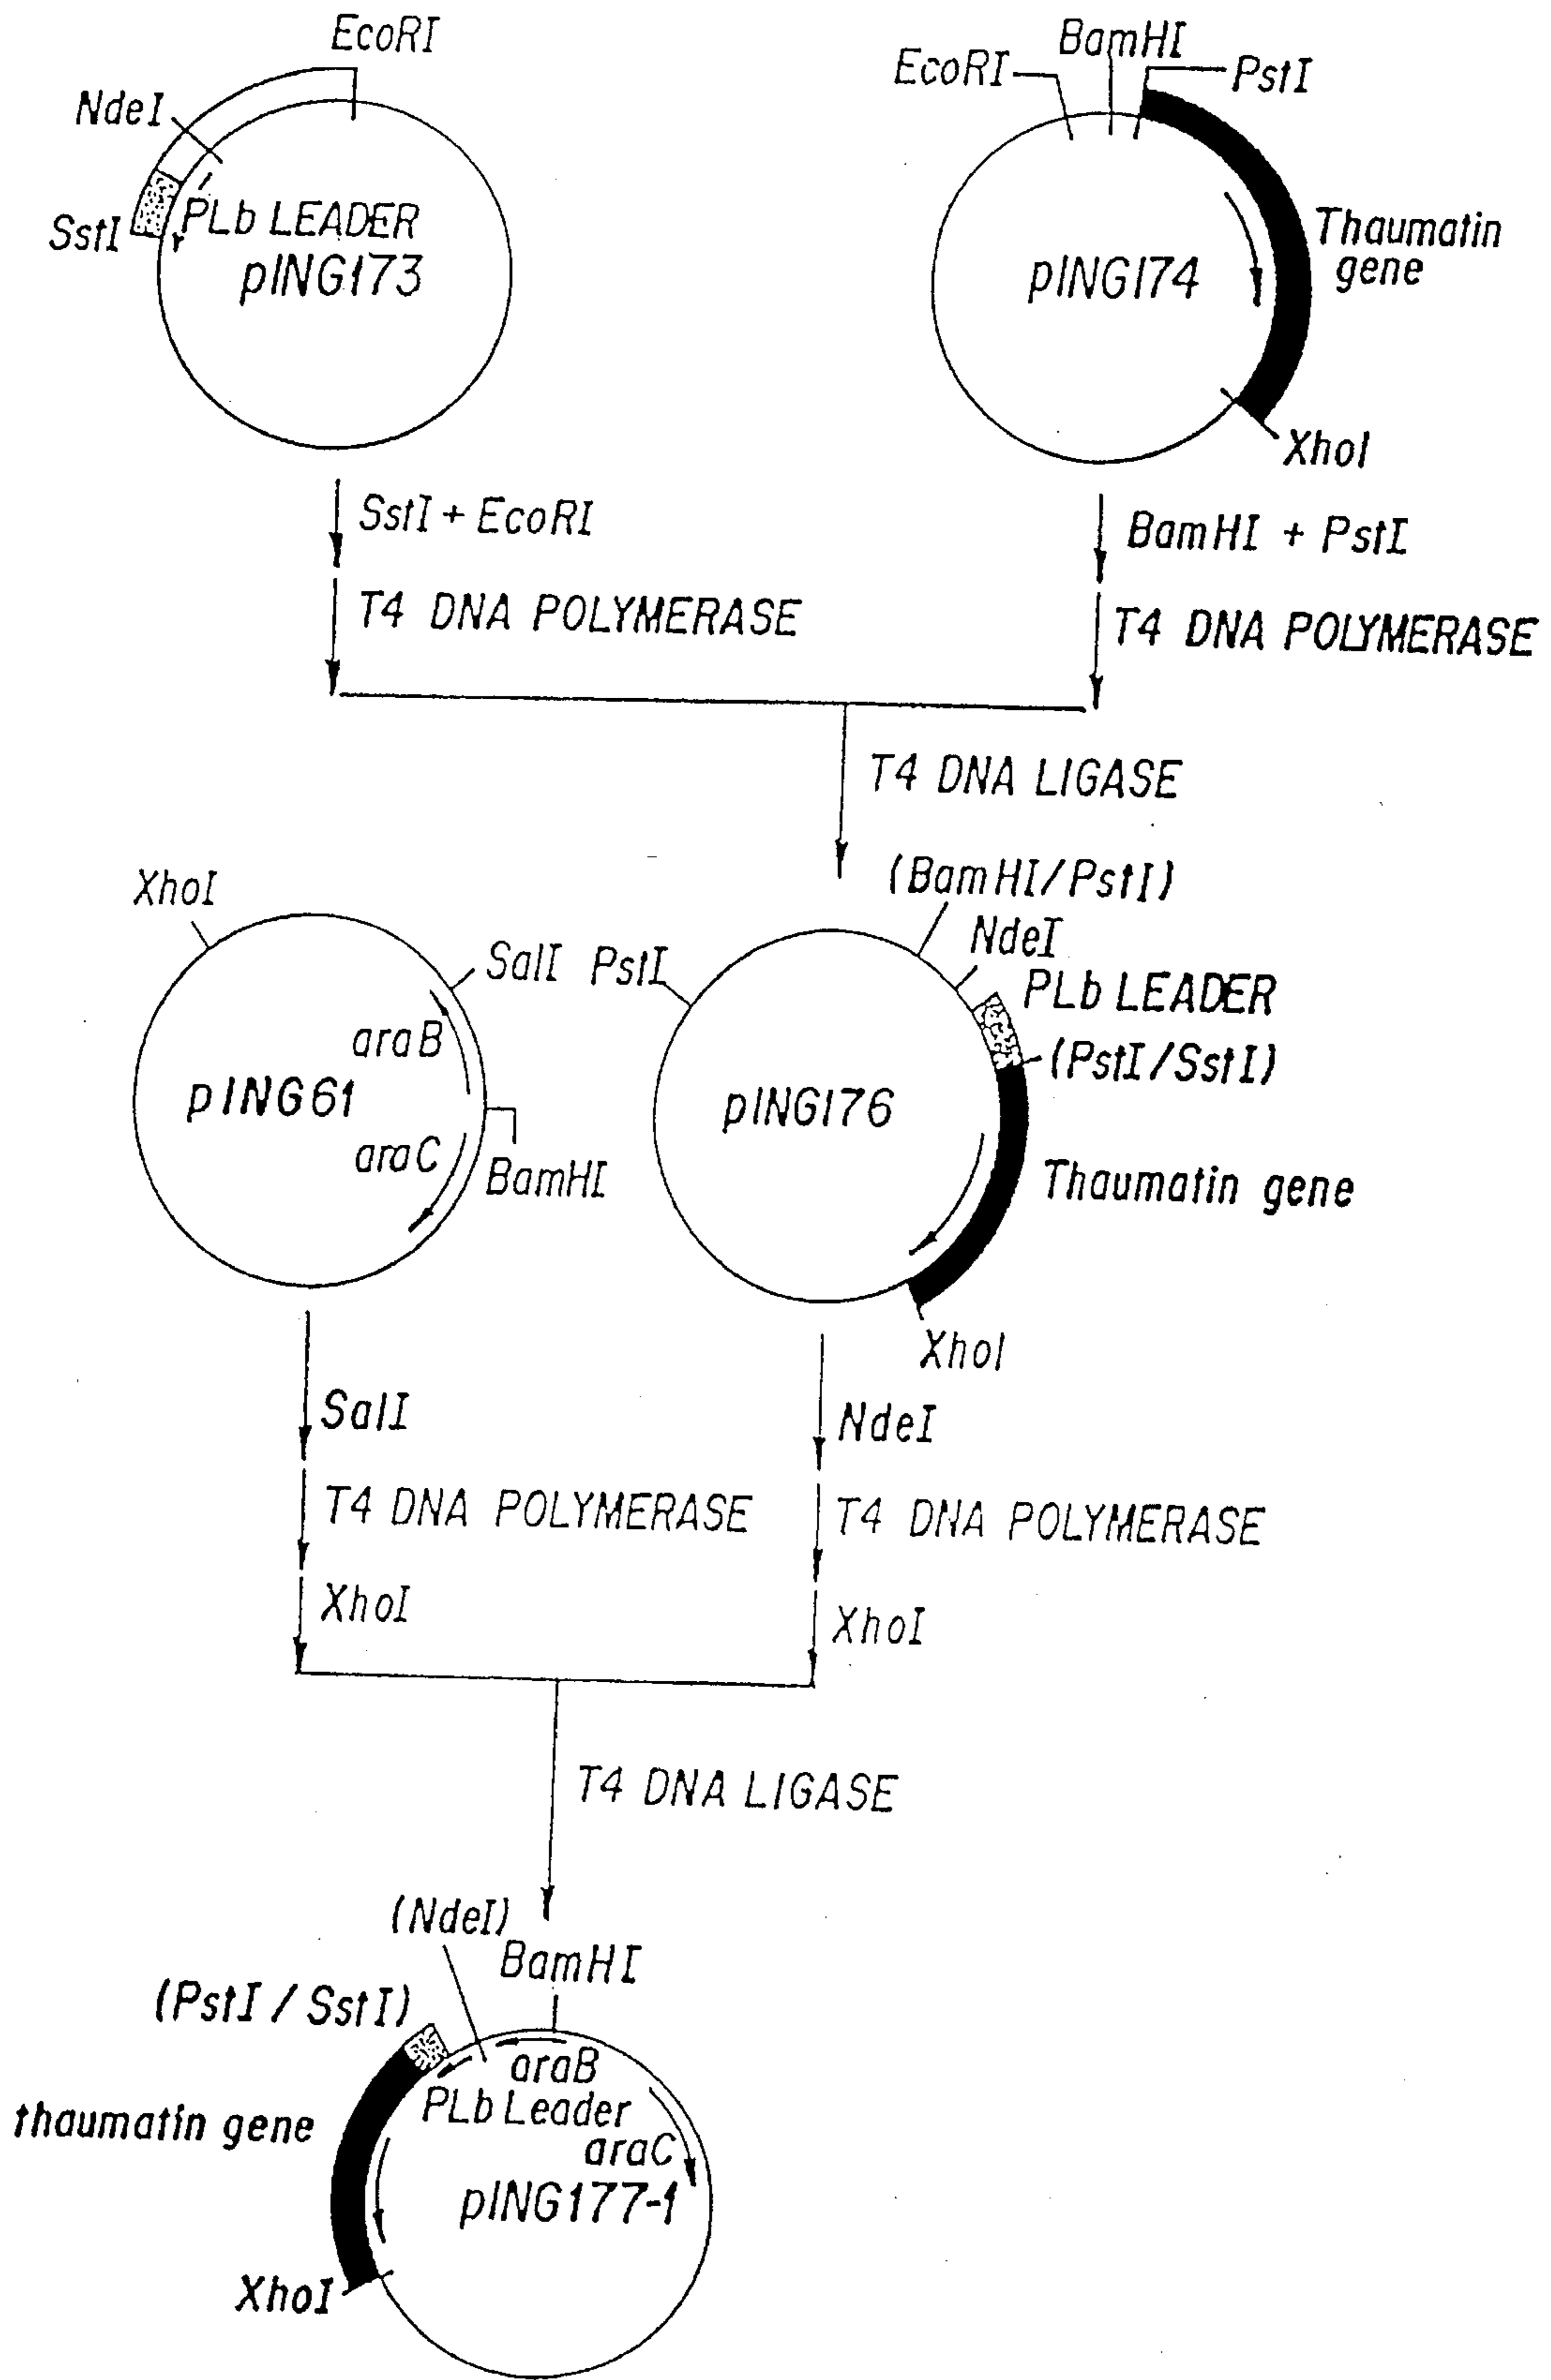 EcoRI
NdeI
SstI
PLb LEADER
pING173
BamHI
EcoRI
PstI
Thaumatin
gene
pING174
XhoI
SstI + EcoRI
T4 DNA POLYMERASE
BamHI + PstI
T4 DNA POLYMERASE
T4 DNA LIGASE
XhoI
SalI
araB
pING61
araC
BamHI
(BamHI/PstI)
NdeI
PstI
PLb LEADER
(PstI/SstI)
pING176
Thaumatin gene
XhoI
SalI
T4 DNA POLYMERASE
XhoI
NdeI
T4 DNA POLYMERASE
XhoI
T4 DNA LIGASE
(NdeI)
BamHI
(PstI / SstI)
araB
PLb Leader
thaumatin gene
araC
pING177-1
XhoI